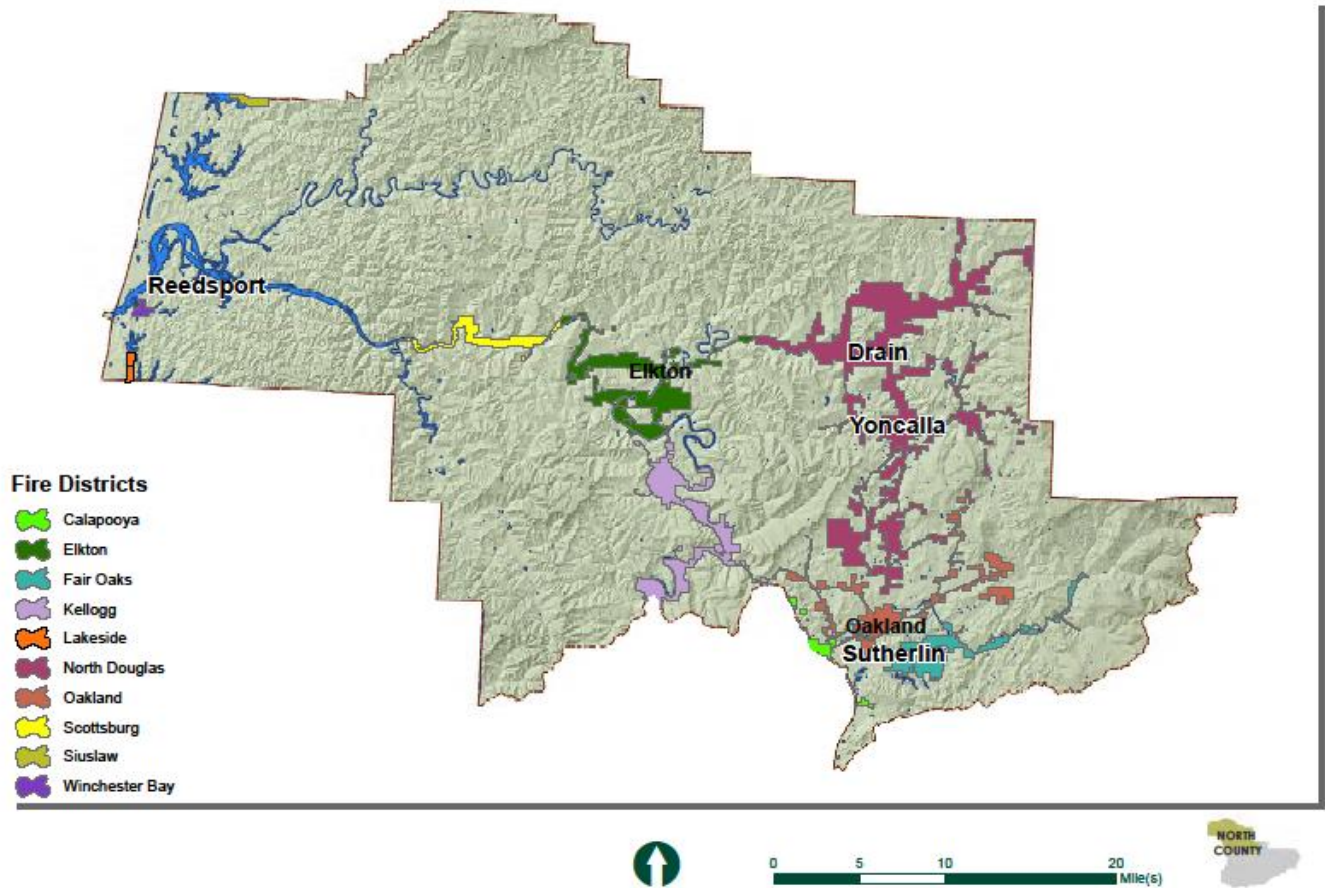 Reedsport
Drain
Elkton
Yoncalla
Fire Districts
Calapooya
Elkton
Fair Oaks
Kellogg
Lakeside
North Douglas
Oakland
Scottsburg
Siuslaw
Winchester Bay
Oakland
Sutherlin
0 5 10 20
Mile(s)
NORTH
COUNTY